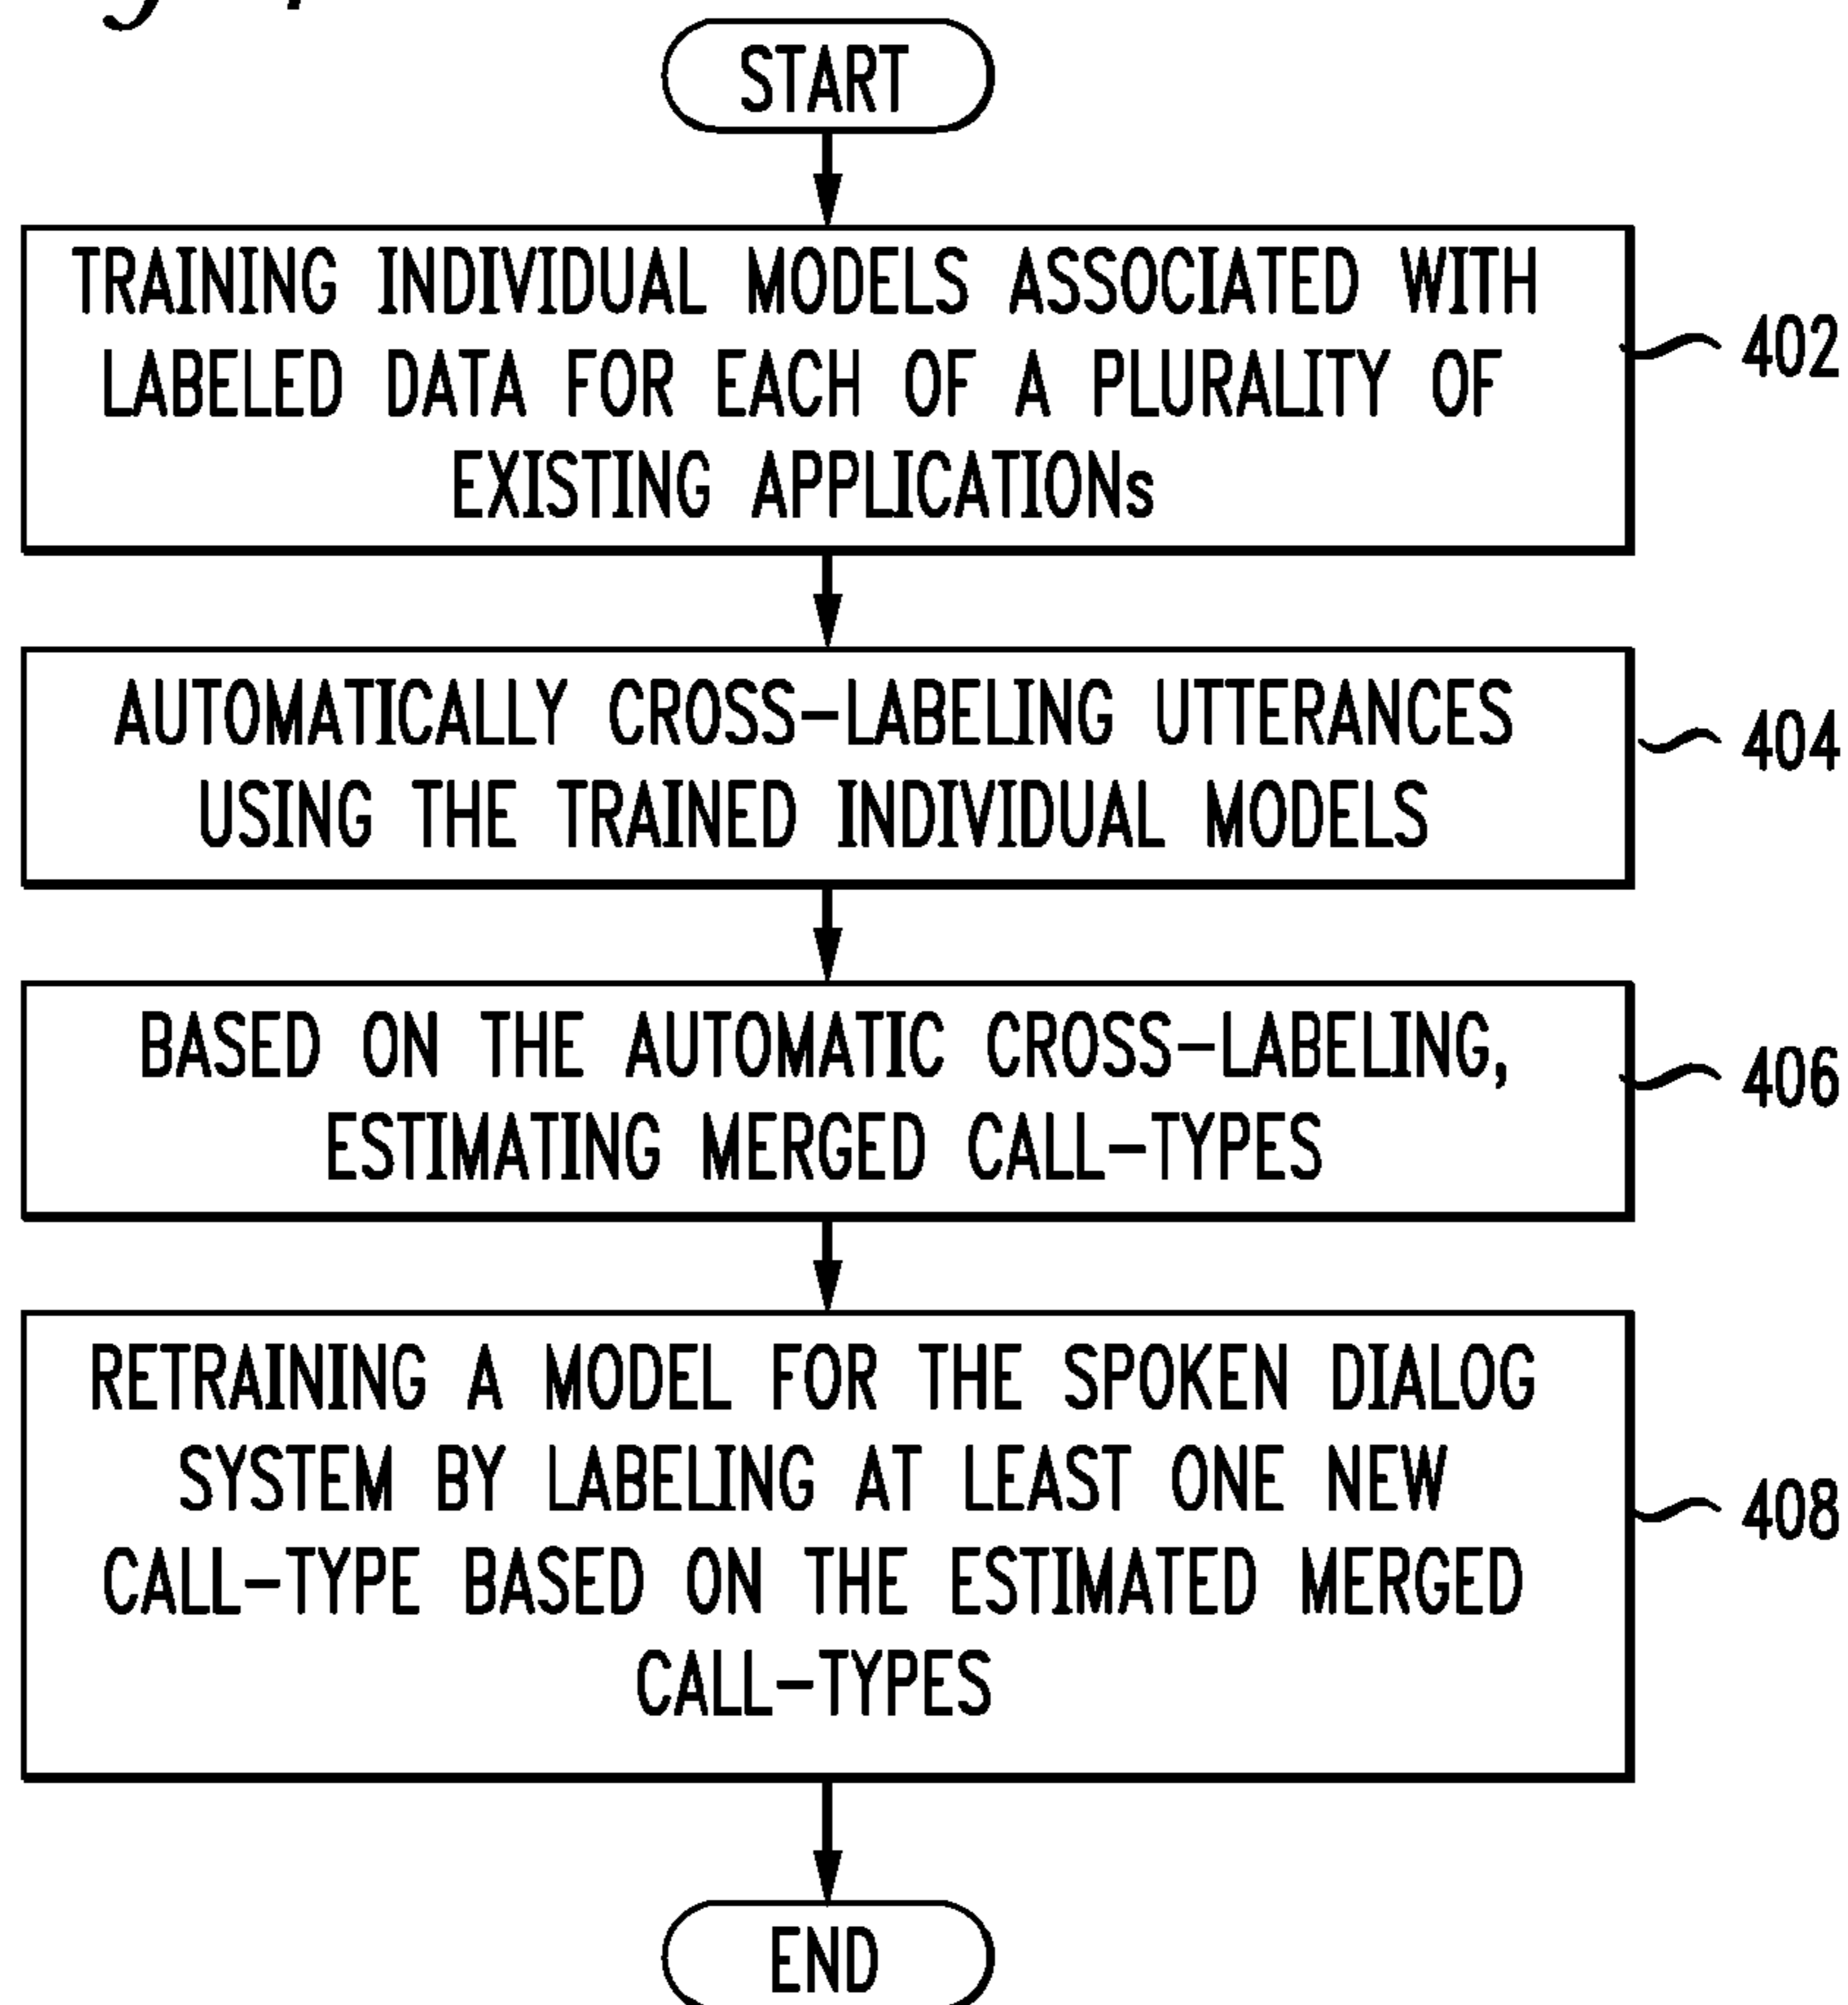 START
TRAINING INDIVIDUAL MODELS ASSOCIATED WITH
LABELED DATA FOR EACH OF A PLURALITY OF
EXISTING APPLICATIONs
402
AUTOMATICALLY CROSS-LABELING UTTERANCES
USING THE TRAINED INDIVIDUAL MODELS
404
BASED ON THE AUTOMATIC CROSS-LABELING,
ESTIMATING MERGED CALL-TYPES
406
RETRAINING A MODEL FOR THE SPOKEN DIALOG
SYSTEM BY LABELING AT LEAST ONE NEW
CALL-TYPE BASED ON THE ESTIMATED MERGED
CALL-TYPES
408
END